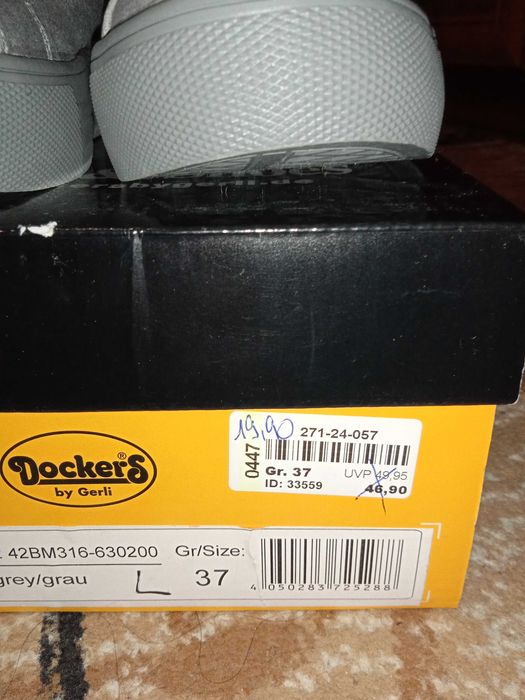 19,90
271-24-057
0447
Gr. 37
UVP 49,95
ID: 33559
46,90
Dockers®
by Gerli
42BM316-630200
Gr/Size:
grey/grau
L
37
4 050283 725288